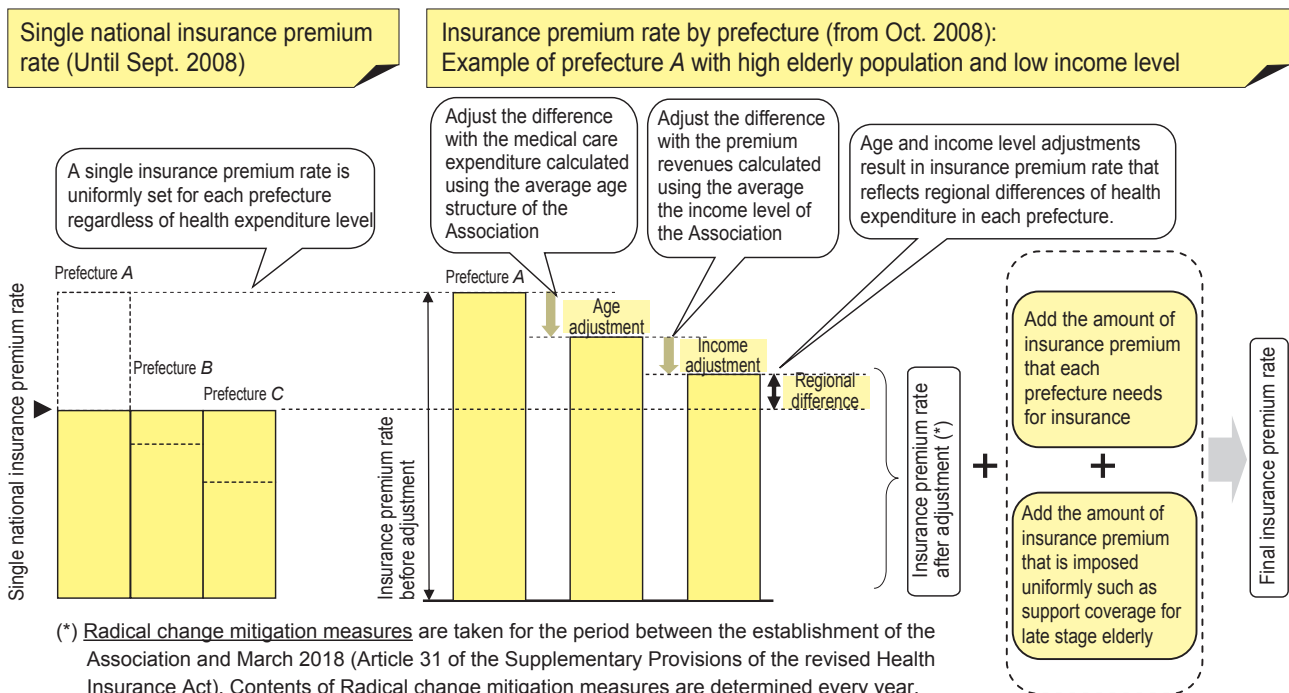 Single national insurance premium
rate (Until Sept. 2008)
Insurance premium rate by prefecture (from Oct. 2008):
Example of prefecture A with high elderly population and low income level
A single insurance premium rate is
uniformly set for each prefecture
regardless of health expenditure level
Adjust the difference
with the medical care
expenditure calculated
using the average age
structure of the
Association
Adjust the difference
with the premium
revenues calculated
using the average
the income level of
the Association
Age and income level adjustments
result in insurance premium rate that
reflects regional differences of health
expenditure in each prefecture.
Single national insurance premium rate
Prefecture A
Prefecture B
Prefecture C
Insurance premium rate
before adjustment
Prefecture A
Age
adjustment
Income
adjustment
Regional
difference
Insurance premium rate
after adjustment (*)
+
Add the amount of
insurance premium
that each
prefecture needs
for insurance
+
Add the amount of
insurance premium
that is imposed
uniformly such as
support coverage for
late stage elderly
Final insurance premium rate
(*) Radical change mitigation measures are taken for the period between the establishment of the
Association and March 2018 (Article 31 of the Supplementary Provisions of the revised Health
Insurance Act). Contents of Radical change mitigation measures are determined every year.